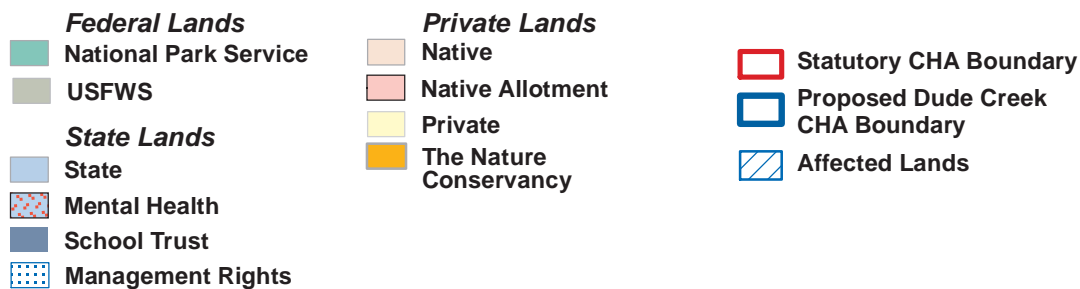 Federal Lands
National Park Service
USFWS
State Lands
State
Mental Health
School Trust
Management Rights
Private Lands
Native
Native Allotment
Private
The Nature
Conservancy
Statutory CHA Boundary
Proposed Dude Creek
CHA Boundary
Affected Lands